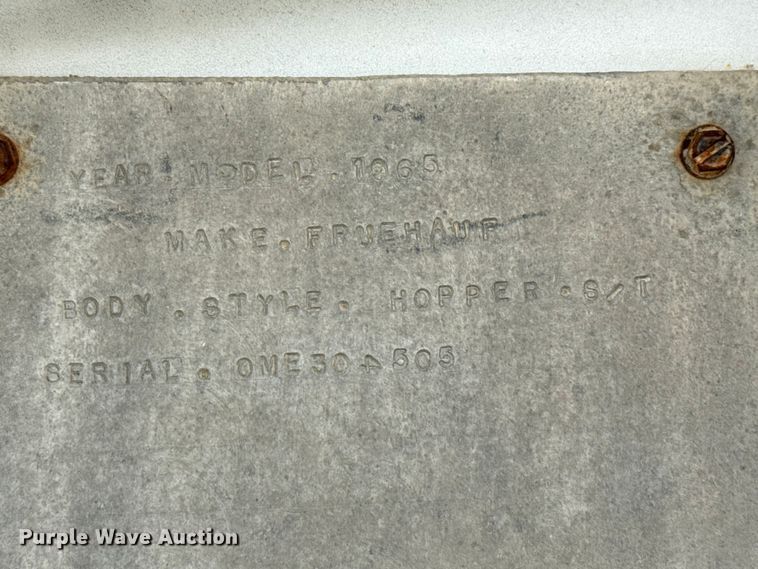 YEAR MODEL . 1965
MAKE . FRUEHAUF
BODY . STYLE . HOPPER . S/T
SERIAL . OME304505
Purple Wave Auction